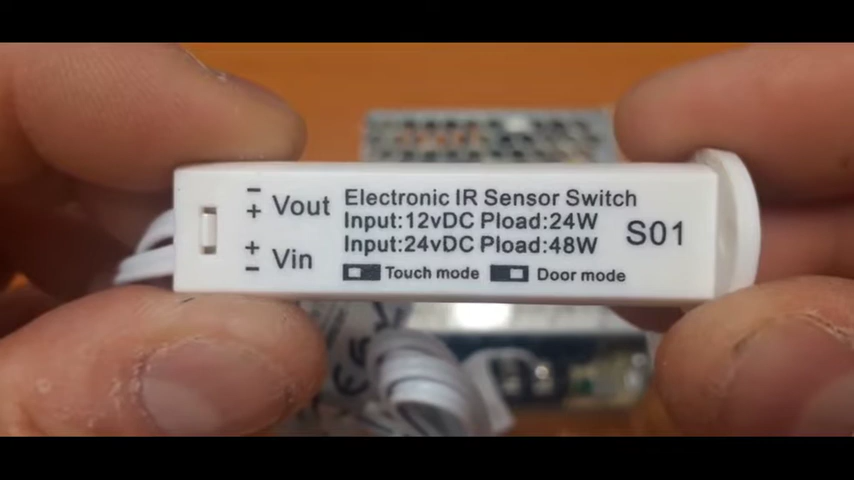 − Vout
+
+ Vin
−
Electronic IR Sensor Switch
Input:12vDC Pload:24W
Input:24vDC Pload:48W
Touch mode Door mode
S01